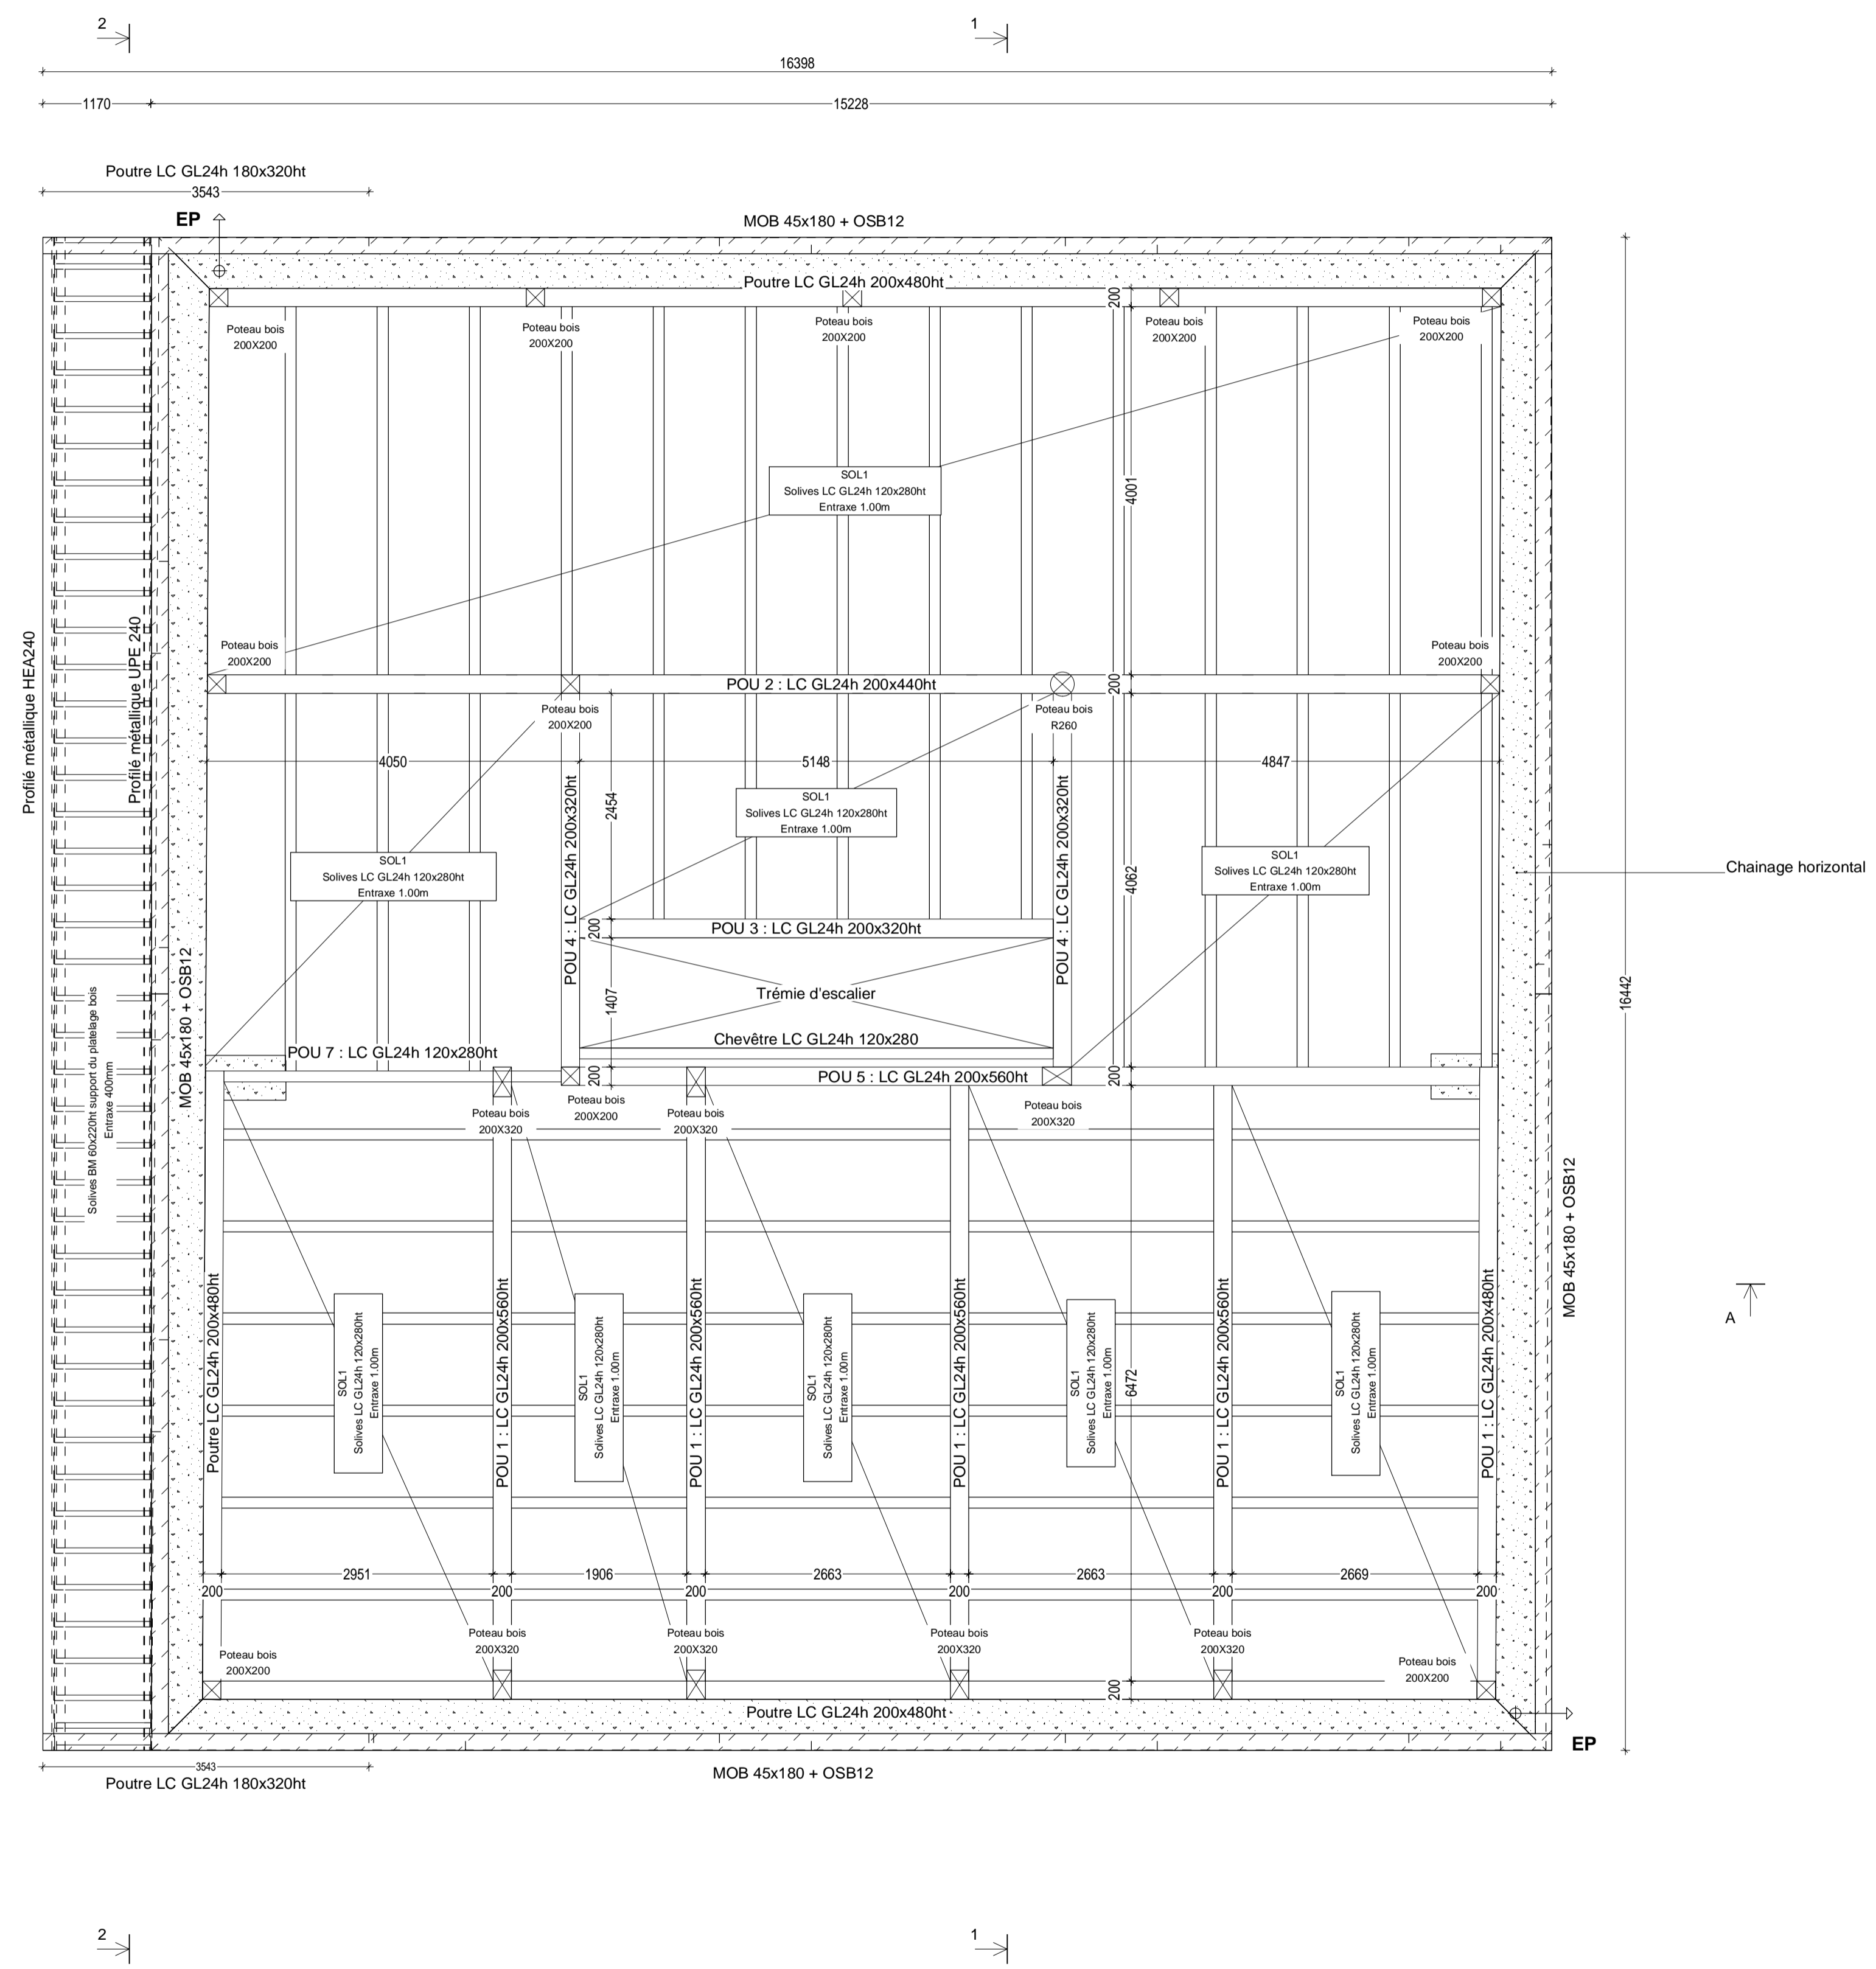 2
1
16398
1170
15228
Poutre LC GL24h 180x320ht
3543
EP
MOB 45x180 + OSB12
Poutre LC GL24h 200x480ht
200
Poteau bois
200X200
Poteau bois
200X200
Poteau bois
200X200
Poteau bois
200X200
Poteau bois
200X200
SOL1
Solives LC GL24h 120x280ht
Entraxe 1.00m
4001
Poteau bois
200X200
Poteau bois
200X200
Profilé métallique HEA240
Profilé métallique UPE 240
POU 2 : LC GL24h 200x440ht
200
Poteau bois
200X200
Poteau bois
R260
4050
5148
4847
2454
POU 4 : LC GL24h 200x320ht
POU 4 : LC GL24h 200x320ht
SOL1
Solives LC GL24h 120x280ht
Entraxe 1.00m
SOL1
Solives LC GL24h 120x280ht
Entraxe 1.00m
SOL1
Solives LC GL24h 120x280ht
Entraxe 1.00m
4062
Chainage horizontal
200
POU 3 : LC GL24h 200x320ht
1407
Trémie d'escalier
16442
MOB 45x180 + OSB12
Solives BM 60x220ht support du platelage bois
Entraxe 400mm
Chevêtre LC GL24h 120x280
POU 7 : LC GL24h 120x280ht
200
POU 5 : LC GL24h 200x560ht
200
Poteau bois
200X320
Poteau bois
200X200
Poteau bois
200X320
Poteau bois
200X320
MOB 45x180 + OSB12
A
Poutre LC GL24h 200x480ht
SOL1
Solives LC GL24h 120x280ht
Entraxe 1.00m
POU 1 : LC GL24h 200x560ht
SOL1
Solives LC GL24h 120x280ht
Entraxe 1.00m
POU 1 : LC GL24h 200x560ht
SOL1
Solives LC GL24h 120x280ht
Entraxe 1.00m
POU 1 : LC GL24h 200x560ht
SOL1
Solives LC GL24h 120x280ht
Entraxe 1.00m
6472
POU 1 : LC GL24h 200x560ht
SOL1
Solives LC GL24h 120x280ht
Entraxe 1.00m
POU 1 : LC GL24h 200x480ht
2951
1906
2663
2663
2669
200
200
200
200
200
200
Poteau bois
200X200
Poteau bois
200X320
Poteau bois
200X320
Poteau bois
200X320
Poteau bois
200X320
Poteau bois
200X200
200
Poutre LC GL24h 200x480ht
EP
3543
Poutre LC GL24h 180x320ht
MOB 45x180 + OSB12
2
1